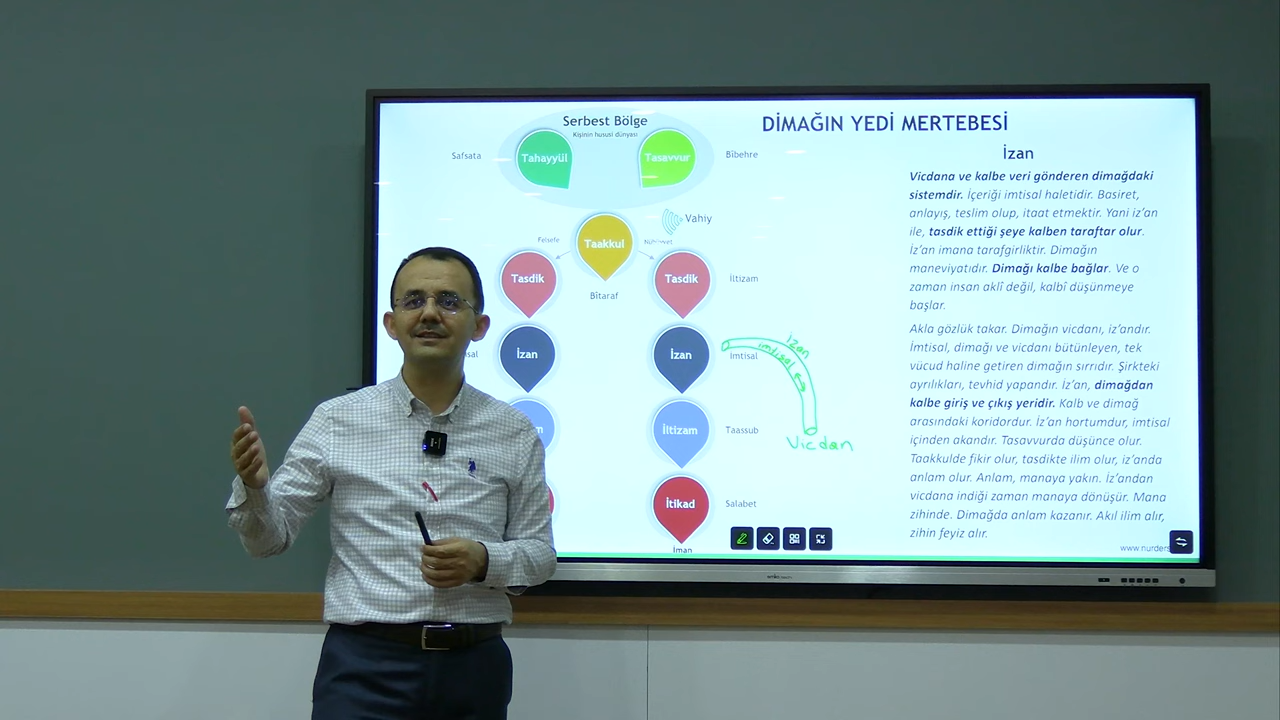 DİMAĞIN YEDİ MERTEBESİ
Serbest Bölge
Kişinin hususi dünyası
Safsata
Tahayyül
Tasavvur
Bîbehre
Vahiy
Taakkul
Felsefe
Bîtaraf
Tasdik
Tasdik
İltizam
İzan
İzan
İmtisal
İltizam
Taassub
İtikad
Salabet
İman
İzan
imtisal
Vicdan
İzan
Vicdana ve kalbe veri gönderen dimağdaki
sistemdir. İçeriği imtisal haletidir. Basiret,
anlayış, teslim olup, itaat etmektir. Yani iz’an
ile, tasdik ettiği şeye kalben taraftar olur.
İz’an imana tarafgirliktir. Dimağın
maneviyatıdır. Dimağı kalbe bağlar. Ve o
zaman insan aklî değil, kalbî düşünmeye
başlar.
Akla gözlük takar. Dimağın vicdanı, iz’andır.
İmtisal, dimağı ve vicdanı bütünleyen, tek
vücud haline getiren dimağın sırrıdır. Şirkteki
ayrılıkları, tevhid yapandır. İz’an, dimağdan
kalbe giriş ve çıkış yeridir. Kalb ve dimağ
arasındaki koridordur. İz’an hortumdur, imtisal
içinden akandır. Tasavvurda düşünce olur.
Taakkulde fikir olur, tasdikte ilim olur, iz’anda
anlam olur. Anlam, manaya yakın. İz’andan
vicdana indiği zaman manaya dönüşür. Mana
zihinde. Dimağda anlam kazanır. Akıl ilim alır,
zihin feyiz alır.
www.nurders